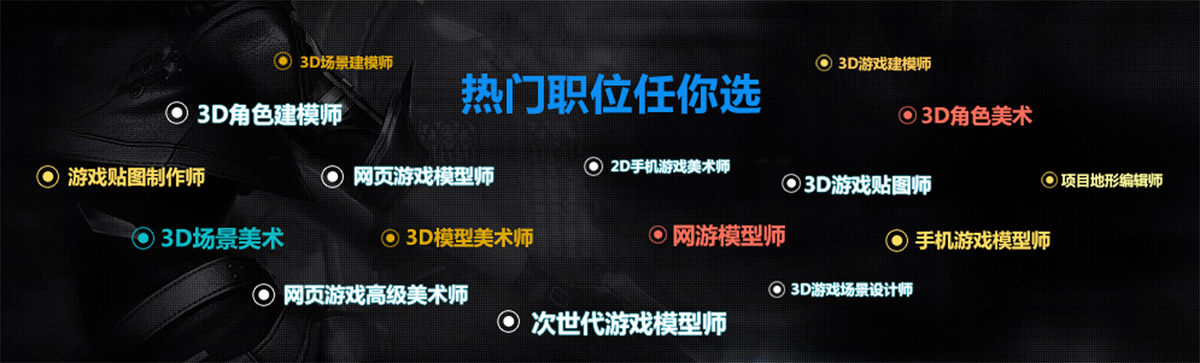 3D场景建模师
3D游戏建模师
热门职位任你选
3D角色建模师
3D角色美术
2D手机游戏美术师
游戏贴图制作师
网页游戏模型师
3D游戏贴图师
项目地形编辑师
3D场景美术
3D模型美术师
网游模型师
手机游戏模型师
网页游戏高级美术师
3D游戏场景设计师
次世代游戏模型师